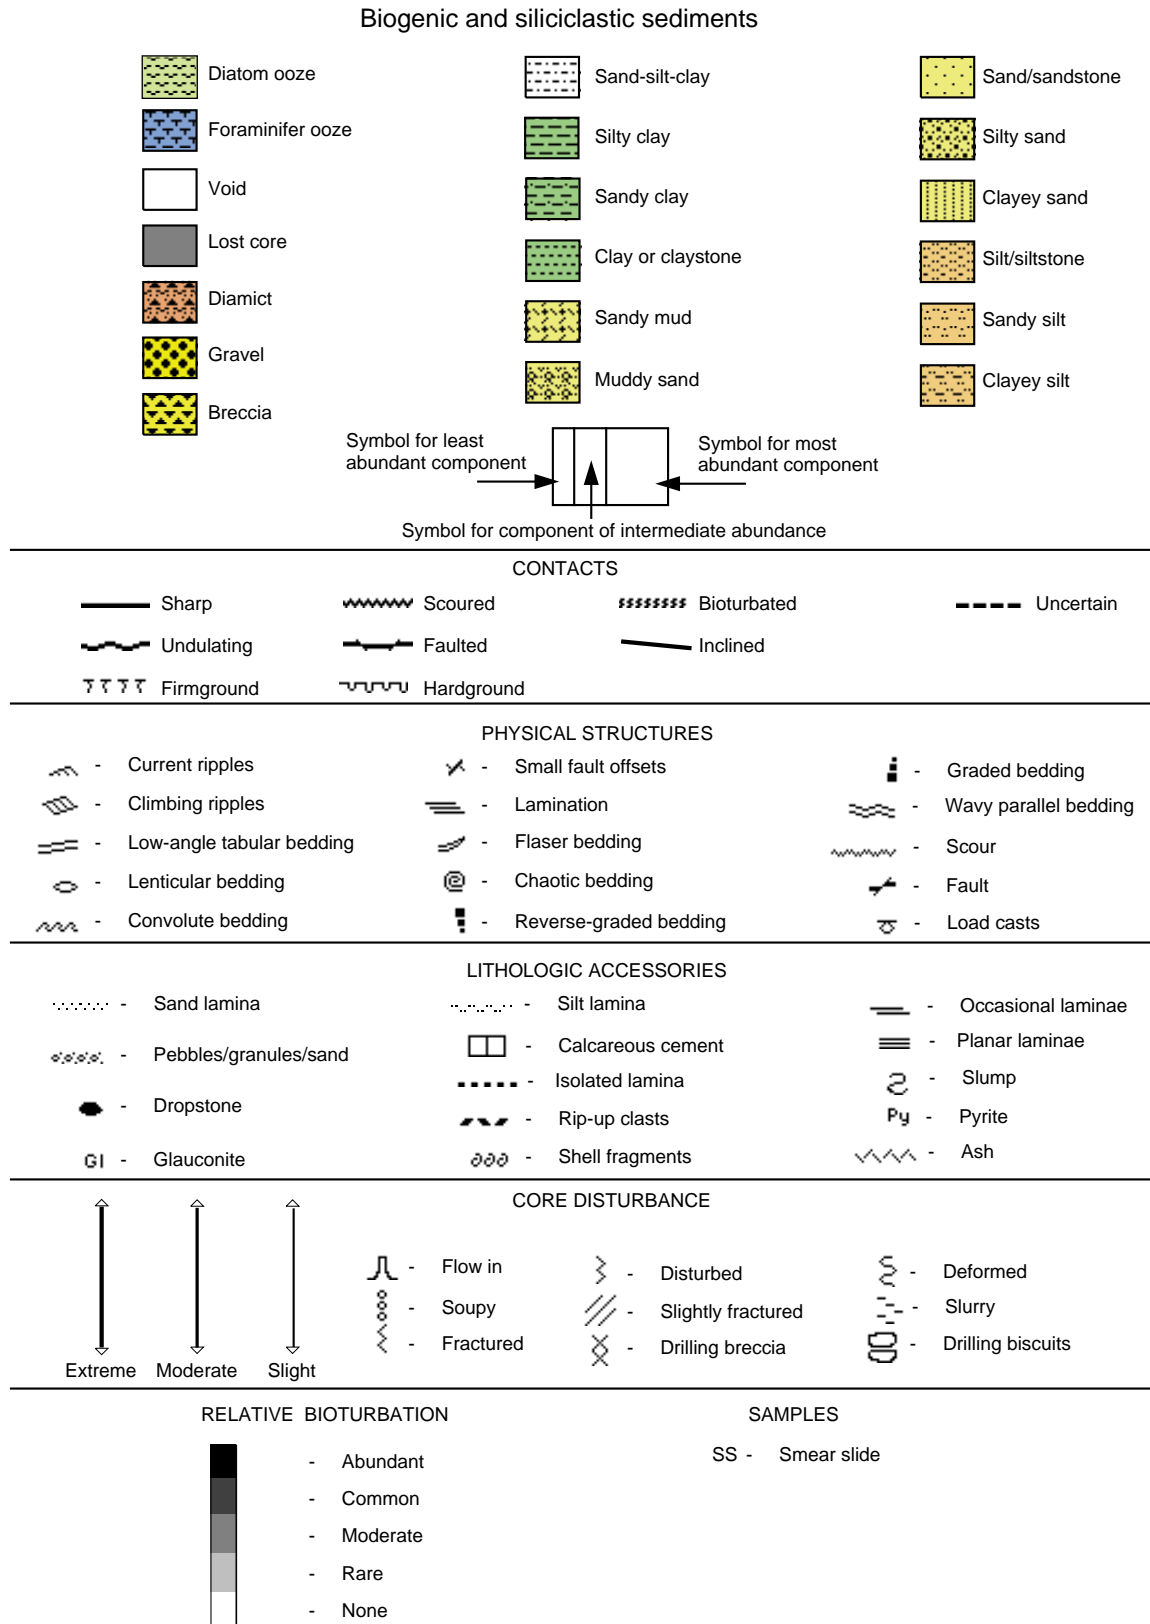 Biogenic and siliciclastic sediments
Diatom ooze
Foraminifer ooze
Void
Lost core
Diamict
Gravel
Breccia
Sand-silt-clay
Silty clay
Sandy clay
Clay or claystone
Sandy mud
Muddy sand
Sand/sandstone
Silty sand
Clayey sand
Silt/siltstone
Sandy silt
Clayey silt
Symbol for least
abundant component
Symbol for most
abundant component
Symbol for component of intermediate abundance
CONTACTS
Sharp
Scoured
Bioturbated
Uncertain
Undulating
Faulted
Inclined
Firmground
Hardground
PHYSICAL STRUCTURES
- Current ripples
- Small fault offsets
- Graded bedding
- Climbing ripples
- Lamination
- Wavy parallel bedding
- Low-angle tabular bedding
- Flaser bedding
- Scour
- Lenticular bedding
- Chaotic bedding
- Fault
- Convolute bedding
- Reverse-graded bedding
- Load casts
LITHOLOGIC ACCESSORIES
- Sand lamina
- Silt lamina
- Occasional laminae
- Pebbles/granules/sand
- Calcareous cement
- Planar laminae
- Isolated lamina
- Slump
- Dropstone
- Rip-up clasts
Py - Pyrite
Gl - Glauconite
- Shell fragments
- Ash
CORE DISTURBANCE
Extreme Moderate Slight
- Flow in
- Disturbed
- Deformed
- Soupy
- Slightly fractured
- Slurry
- Fractured
- Drilling breccia
- Drilling biscuits
RELATIVE BIOTURBATION
- Abundant
- Common
- Moderate
- Rare
- None
SAMPLES
SS - Smear slide